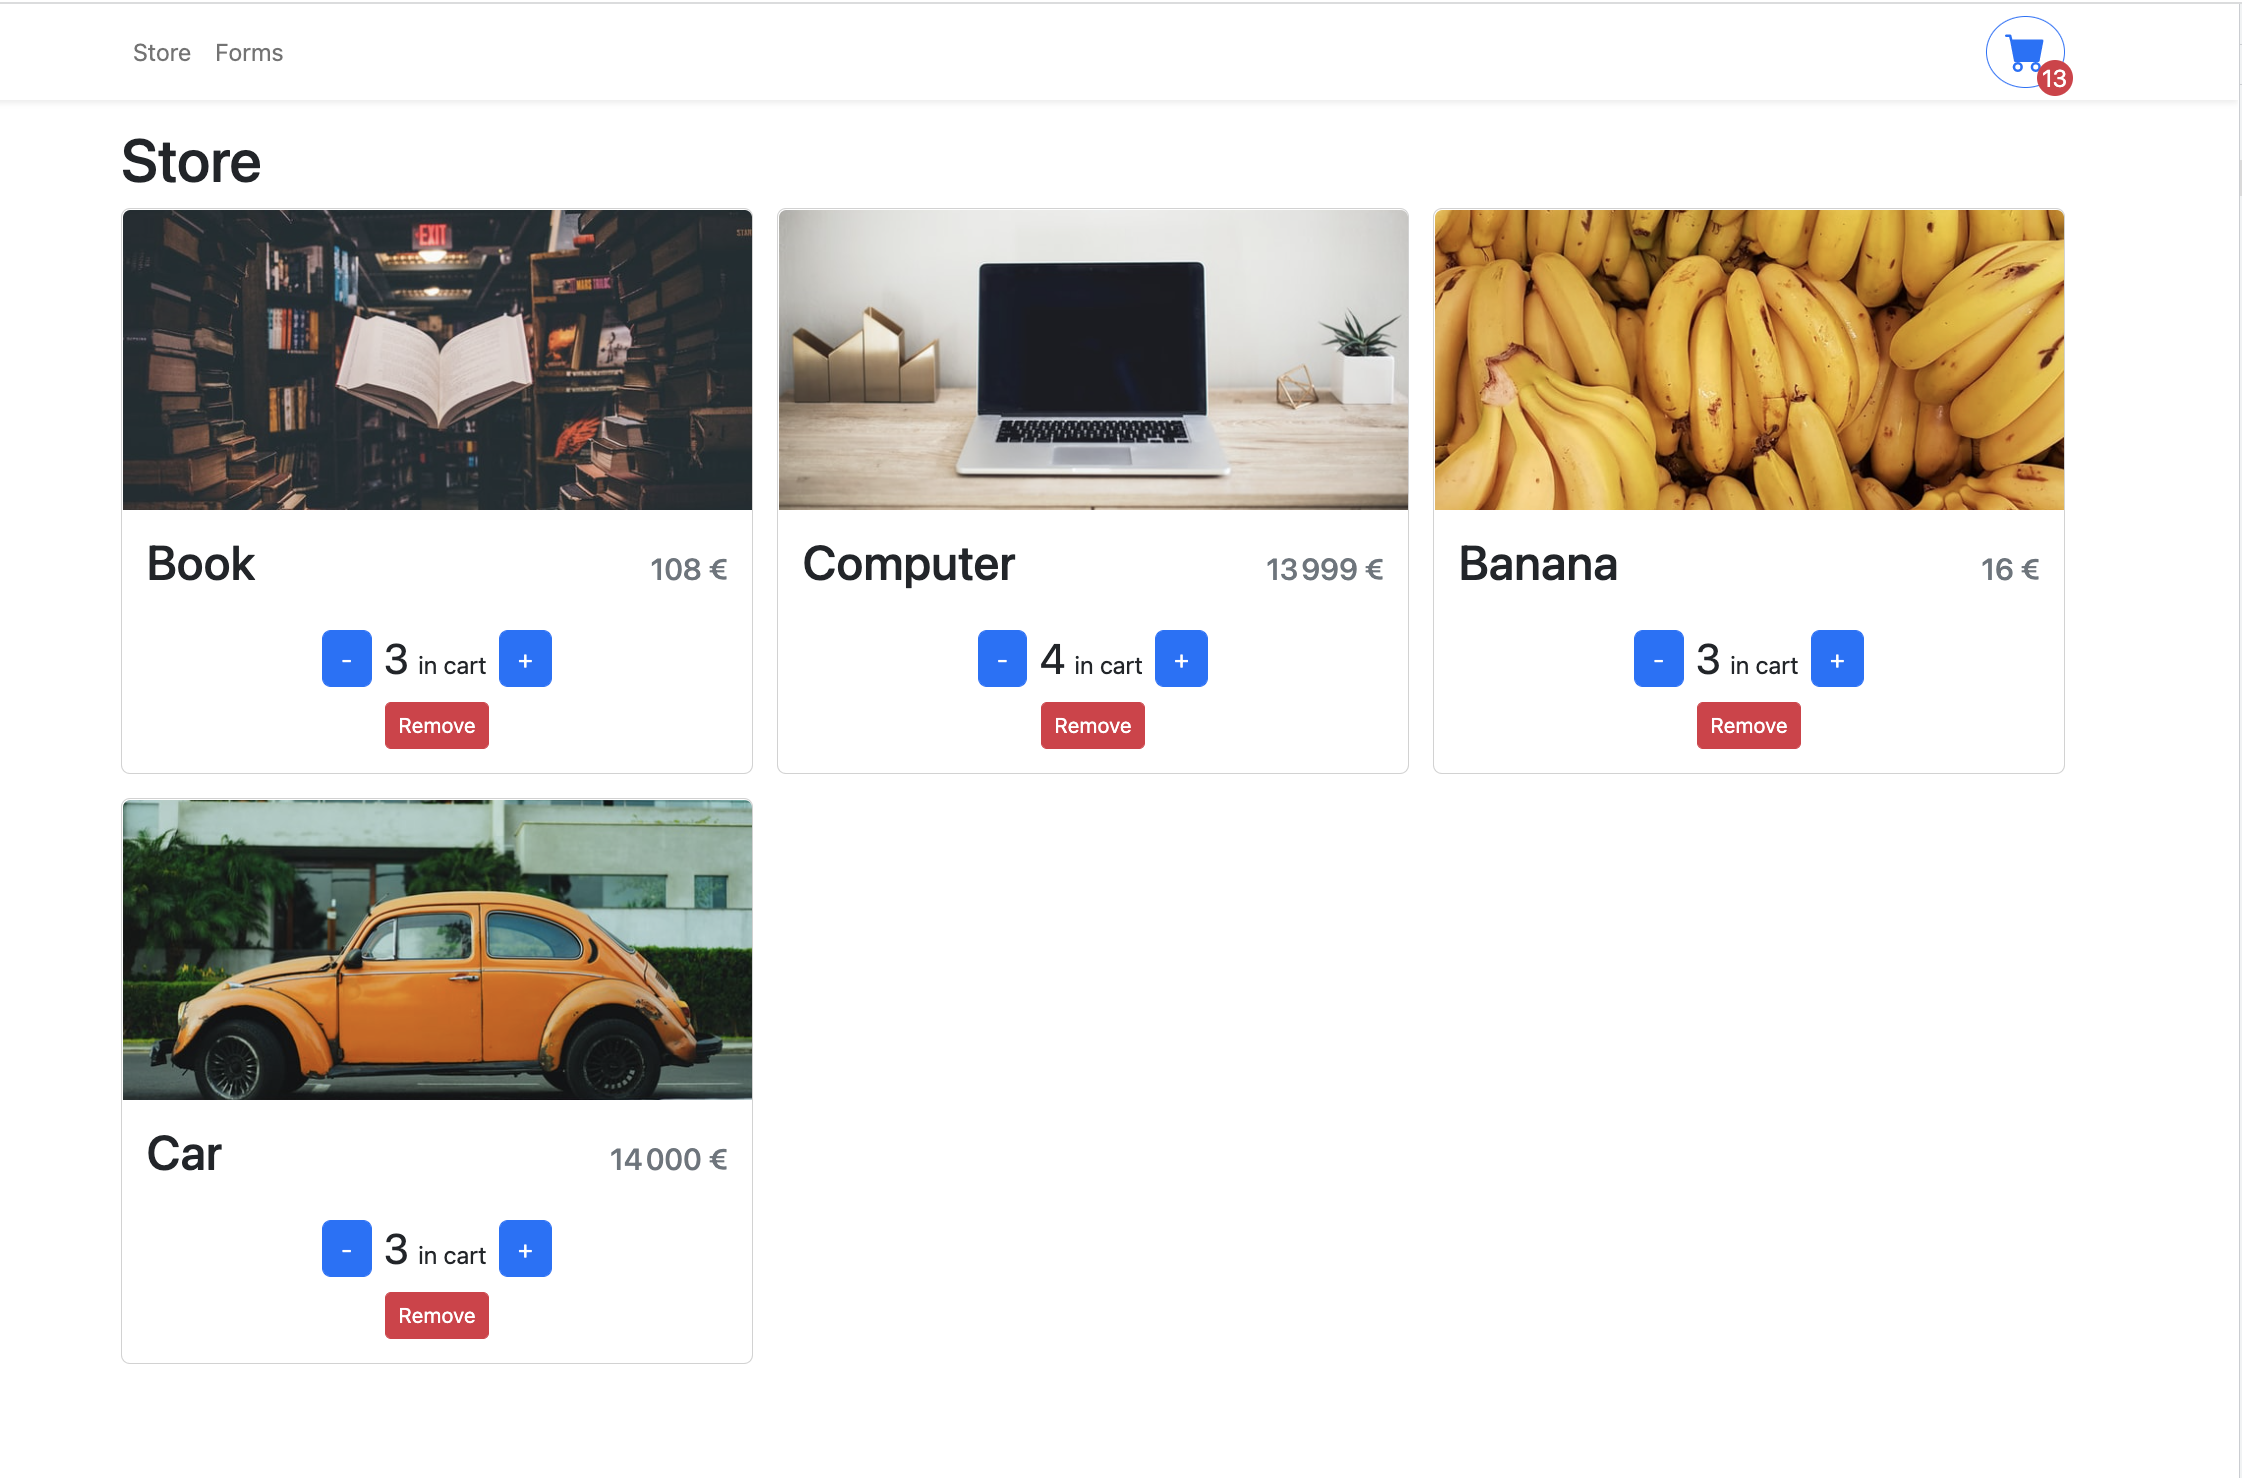 Store Forms
13
Store
EXIT
MARS
Book 108 €
- 3 in cart +
Remove
Computer 13 999 €
- 4 in cart +
Remove
Banana 16 €
- 3 in cart +
Remove
Car 14 000 €
- 3 in cart +
Remove